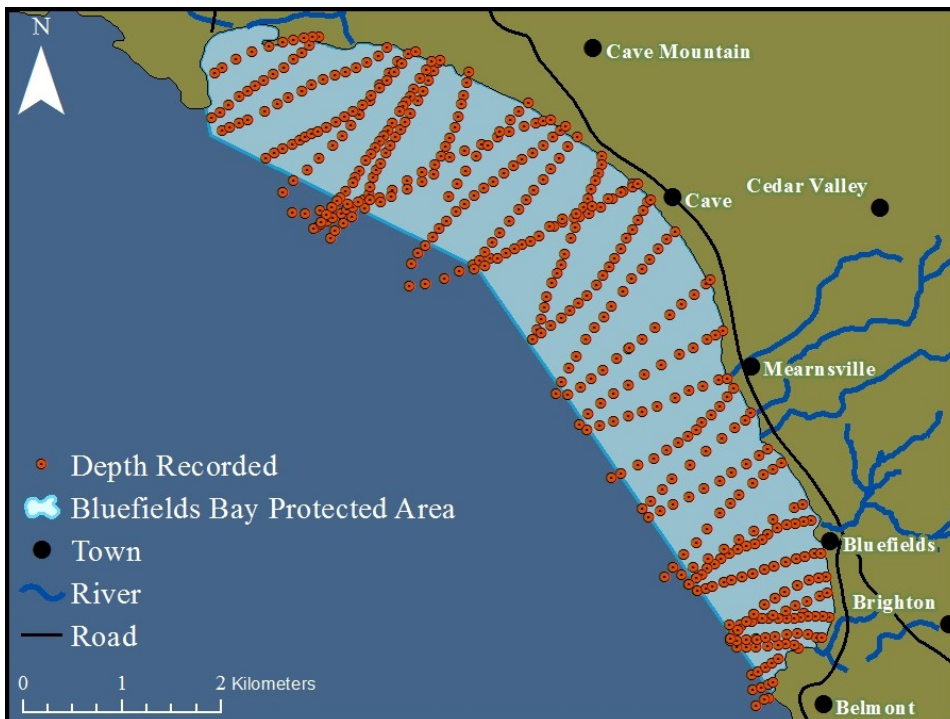 N
Cave Mountain
Cedar Valley
Cave
Mearnsville
Depth Recorded
Bluefields Bay Protected Area
Town
Bluefields
River
Brighton
Road
0 1 2 Kilometers
Belmont